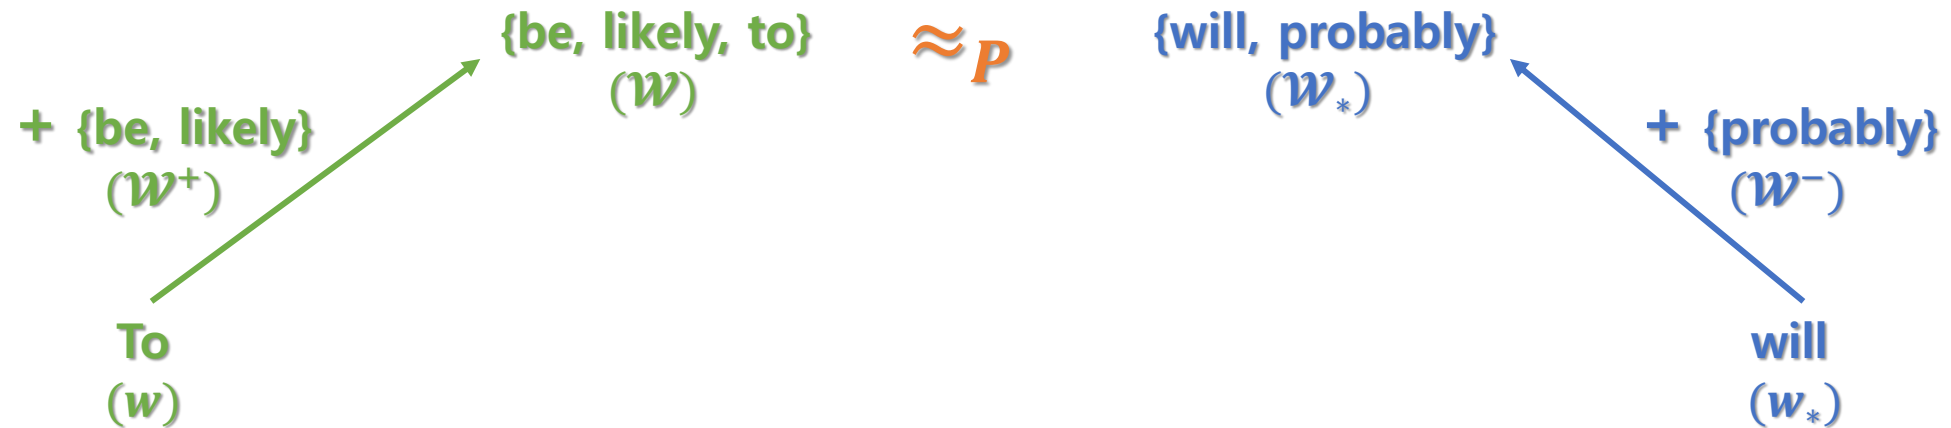 {be, likely, to} ≈P {will, probably}
(𝓦) (𝓦*)
+ {be, likely} + {probably}
(𝓦⁺) (𝓦⁻)
To will
(w) (w*)